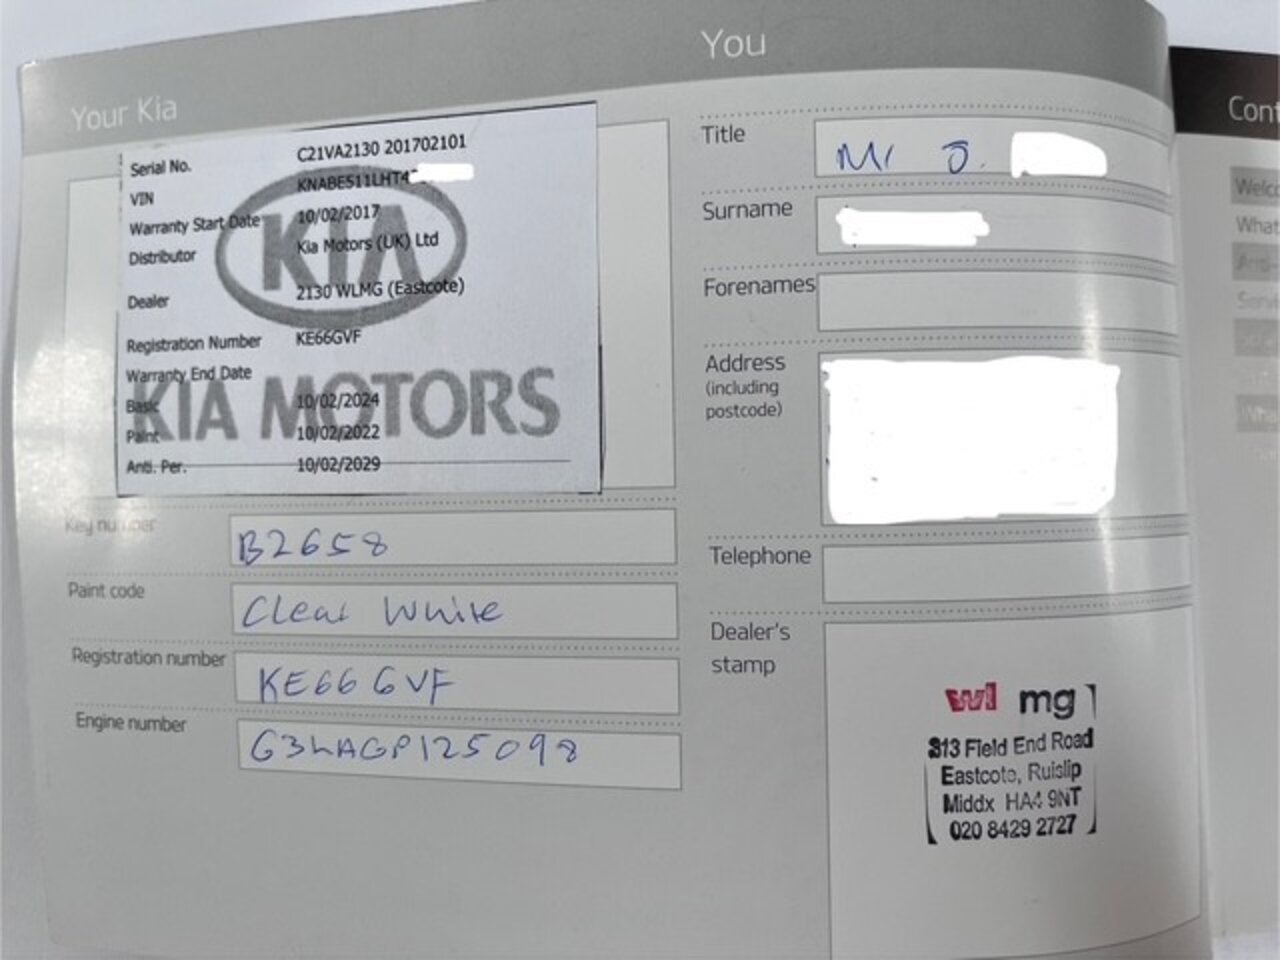 Your Kia
Serial No. C21VA2130 201702101
VIN KNABE511LHT4
Warranty Start Date 10/02/2017
Distributor Kia Motors (UK) Ltd
Dealer 2130 WLMG (Eastcote)
Registration Number KE66GVF
Warranty End Date
Basic 10/02/2024
Paint 10/02/2022
Anti. Per. 10/02/2029
KIA
KIA MOTORS
Key number B2658
Paint code Clear White
Registration number KE66 GVF
Engine number G3LAGP125098
You
Title Mr O.
Surname
Forenames
Address
(including
postcode)
Telephone
Dealer's
stamp
wl mg
313 Field End Road
Eastcote, Ruislip
Middx HA4 9NT
020 8429 2727
Cont
Welc
What
Anti-
Servi